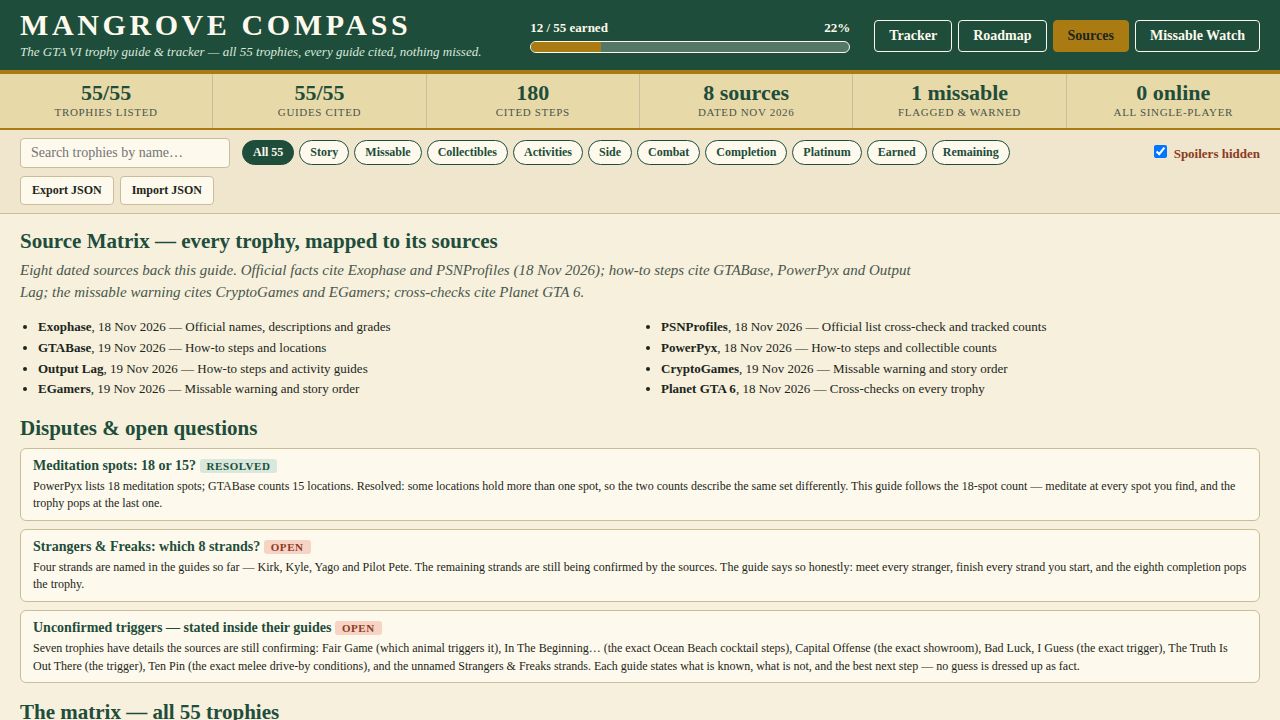 MANGROVE COMPASS
The GTA VI trophy guide & tracker — all 55 trophies, every guide cited, nothing missed.
12 / 55 earned 22%
Tracker Roadmap Sources Missable Watch
55/55 55/55 180 8 sources 1 missable 0 online
TROPHIES LISTED GUIDES CITED CITED STEPS DATED NOV 2026 FLAGGED & WARNED ALL SINGLE-PLAYER
Search trophies by name… All 55 Story Missable Collectibles Activities Side Combat Completion Platinum Earned Remaining Spoilers hidden
Export JSON Import JSON
Source Matrix — every trophy, mapped to its sources
Eight dated sources back this guide. Official facts cite Exophase and PSNProfiles (18 Nov 2026); how-to steps cite GTABase, PowerPyx and Output
Lag; the missable warning cites CryptoGames and EGamers; cross-checks cite Planet GTA 6.
• Exophase, 18 Nov 2026 — Official names, descriptions and grades
• PSNProfiles, 18 Nov 2026 — Official list cross-check and tracked counts
• GTABase, 19 Nov 2026 — How-to steps and locations
• PowerPyx, 18 Nov 2026 — How-to steps and collectible counts
• Output Lag, 19 Nov 2026 — How-to steps and activity guides
• CryptoGames, 19 Nov 2026 — Missable warning and story order
• EGamers, 19 Nov 2026 — Missable warning and story order
• Planet GTA 6, 18 Nov 2026 — Cross-checks on every trophy
Disputes & open questions
Meditation spots: 18 or 15? RESOLVED
PowerPyx lists 18 meditation spots; GTABase counts 15 locations. Resolved: some locations hold more than one spot, so the two counts describe the same set differently. This guide follows the 18-spot count — meditate at every spot you find, and the
trophy pops at the last one.
Strangers & Freaks: which 8 strands? OPEN
Four strands are named in the guides so far — Kirk, Kyle, Yago and Pilot Pete. The remaining strands are still being confirmed by the sources. The guide says so honestly: meet every stranger, finish every strand you start, and the eighth completion pops
the trophy.
Unconfirmed triggers — stated inside their guides OPEN
Seven trophies have details the sources are still confirming: Fair Game (which animal triggers it), In The Beginning… (the exact Ocean Beach cocktail steps), Capital Offense (the exact showroom), Bad Luck, I Guess (the exact trigger), The Truth Is
Out There (the trigger), Ten Pin (the exact melee drive-by conditions), and the unnamed Strangers & Freaks strands. Each guide states what is known, what is not, and the best next step — no guess is dressed up as fact.
The matrix — all 55 trophies